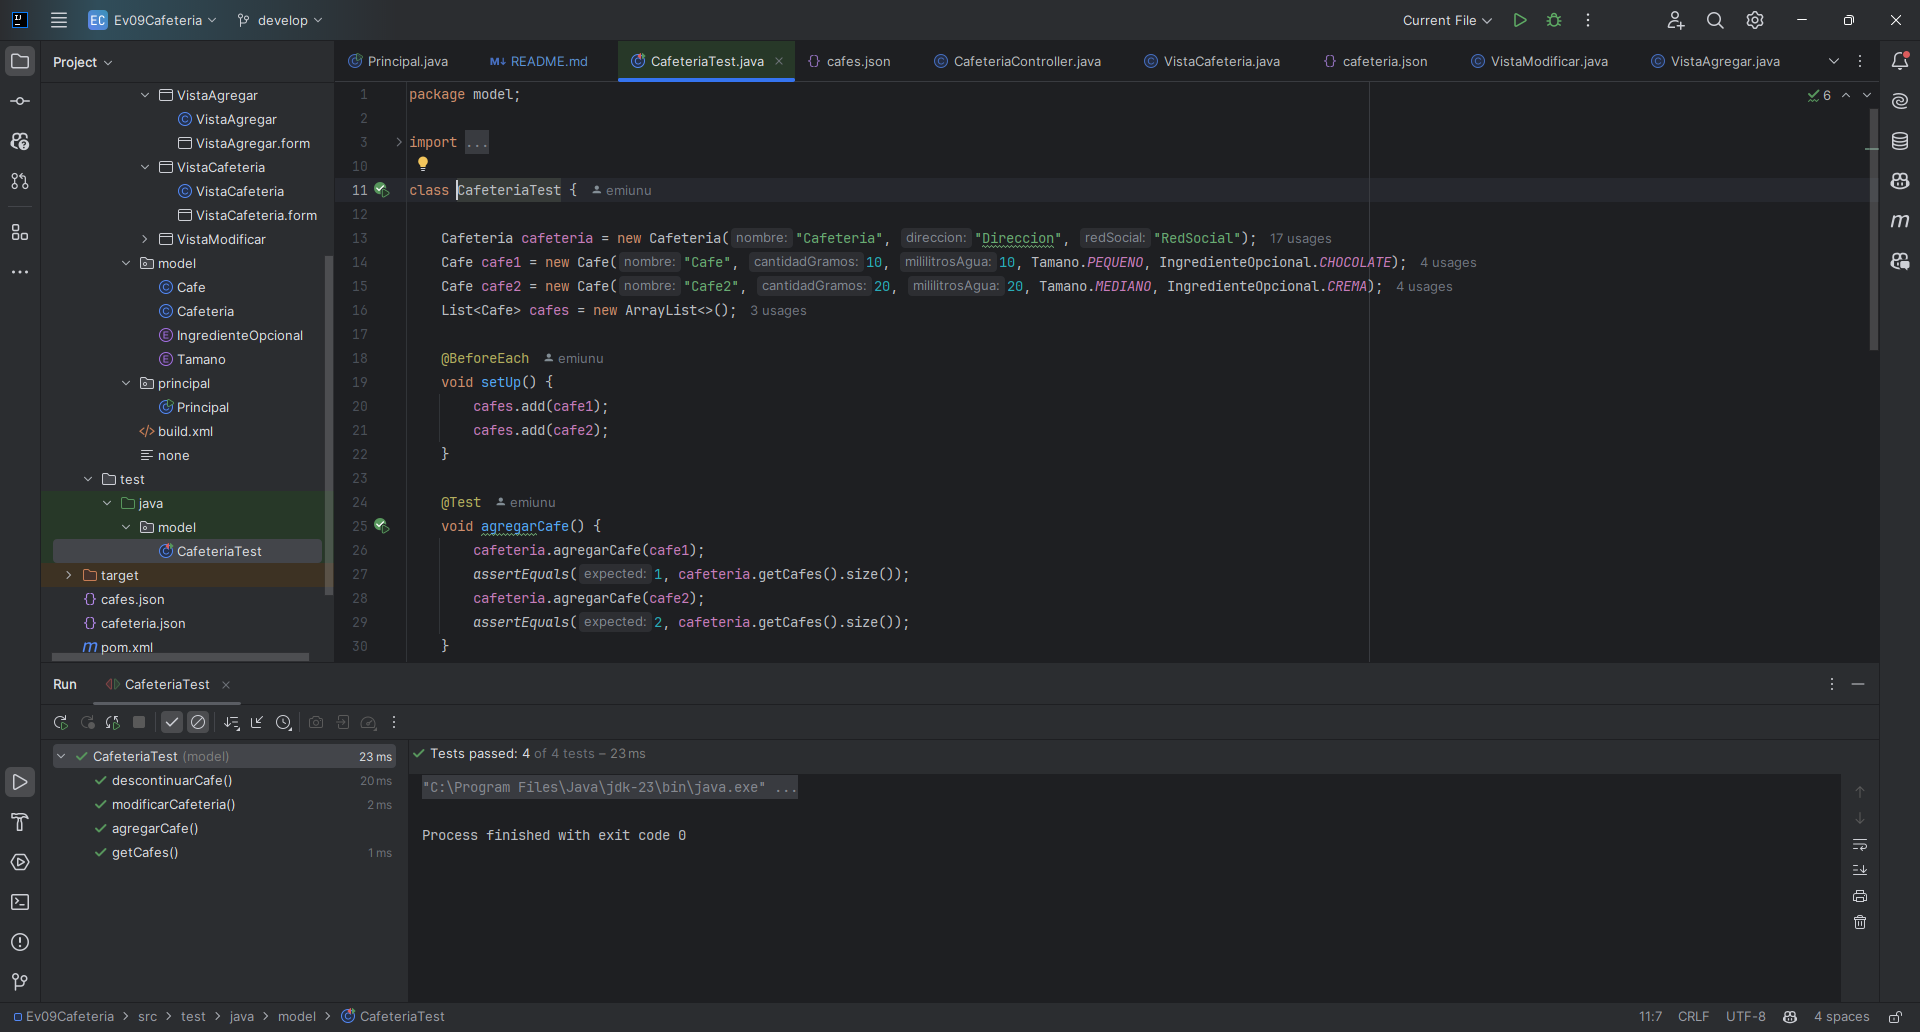 EC Ev09Cafeteria develop Current File
Project
Principal.java README.md CafeteriaTest.java cafes.json CafeteriaController.java VistaCafeteria.java cafeteria.json VistaModificar.java VistaAgregar.java
VistaAgregar
VistaAgregar
VistaAgregar.form
VistaCafeteria
VistaCafeteria
VistaCafeteria.form
VistaModificar
model
Cafe
Cafeteria
IngredienteOpcional
Tamano
principal
Principal
build.xml
none
test
java
model
CafeteriaTest
target
cafes.json
cafeteria.json
pom.xml
6
1 package model;
2
3 import ...
10
11 class CafeteriaTest { emiunu
12
13 Cafeteria cafeteria = new Cafeteria( nombre: "Cafeteria", direccion: "Direccion", redSocial: "RedSocial"); 17 usages
14 Cafe cafe1 = new Cafe( nombre: "Cafe", cantidadGramos: 10, mililitrosAgua: 10, Tamano.PEQUENO, IngredienteOpcional.CHOCOLATE); 4 usages
15 Cafe cafe2 = new Cafe( nombre: "Cafe2", cantidadGramos: 20, mililitrosAgua: 20, Tamano.MEDIANO, IngredienteOpcional.CREMA); 4 usages
16 List<Cafe> cafes = new ArrayList<>(); 3 usages
17
18 @BeforeEach emiunu
19 void setUp() {
20 cafes.add(cafe1);
21 cafes.add(cafe2);
22 }
23
24 @Test emiunu
25 void agregarCafe() {
26 cafeteria.agregarCafe(cafe1);
27 assertEquals( expected: 1, cafeteria.getCafes().size());
28 cafeteria.agregarCafe(cafe2);
29 assertEquals( expected: 2, cafeteria.getCafes().size());
30 }
Run CafeteriaTest
CafeteriaTest (model) 23 ms
descontinuarCafe() 20 ms
modificarCafeteria() 2 ms
agregarCafe()
getCafes() 1 ms
Tests passed: 4 of 4 tests – 23 ms
"C:\Program Files\Java\jdk-23\bin\java.exe" ...
Process finished with exit code 0
Ev09Cafeteria > src > test > java > model > CafeteriaTest 11:7 CRLF UTF-8 4 spaces